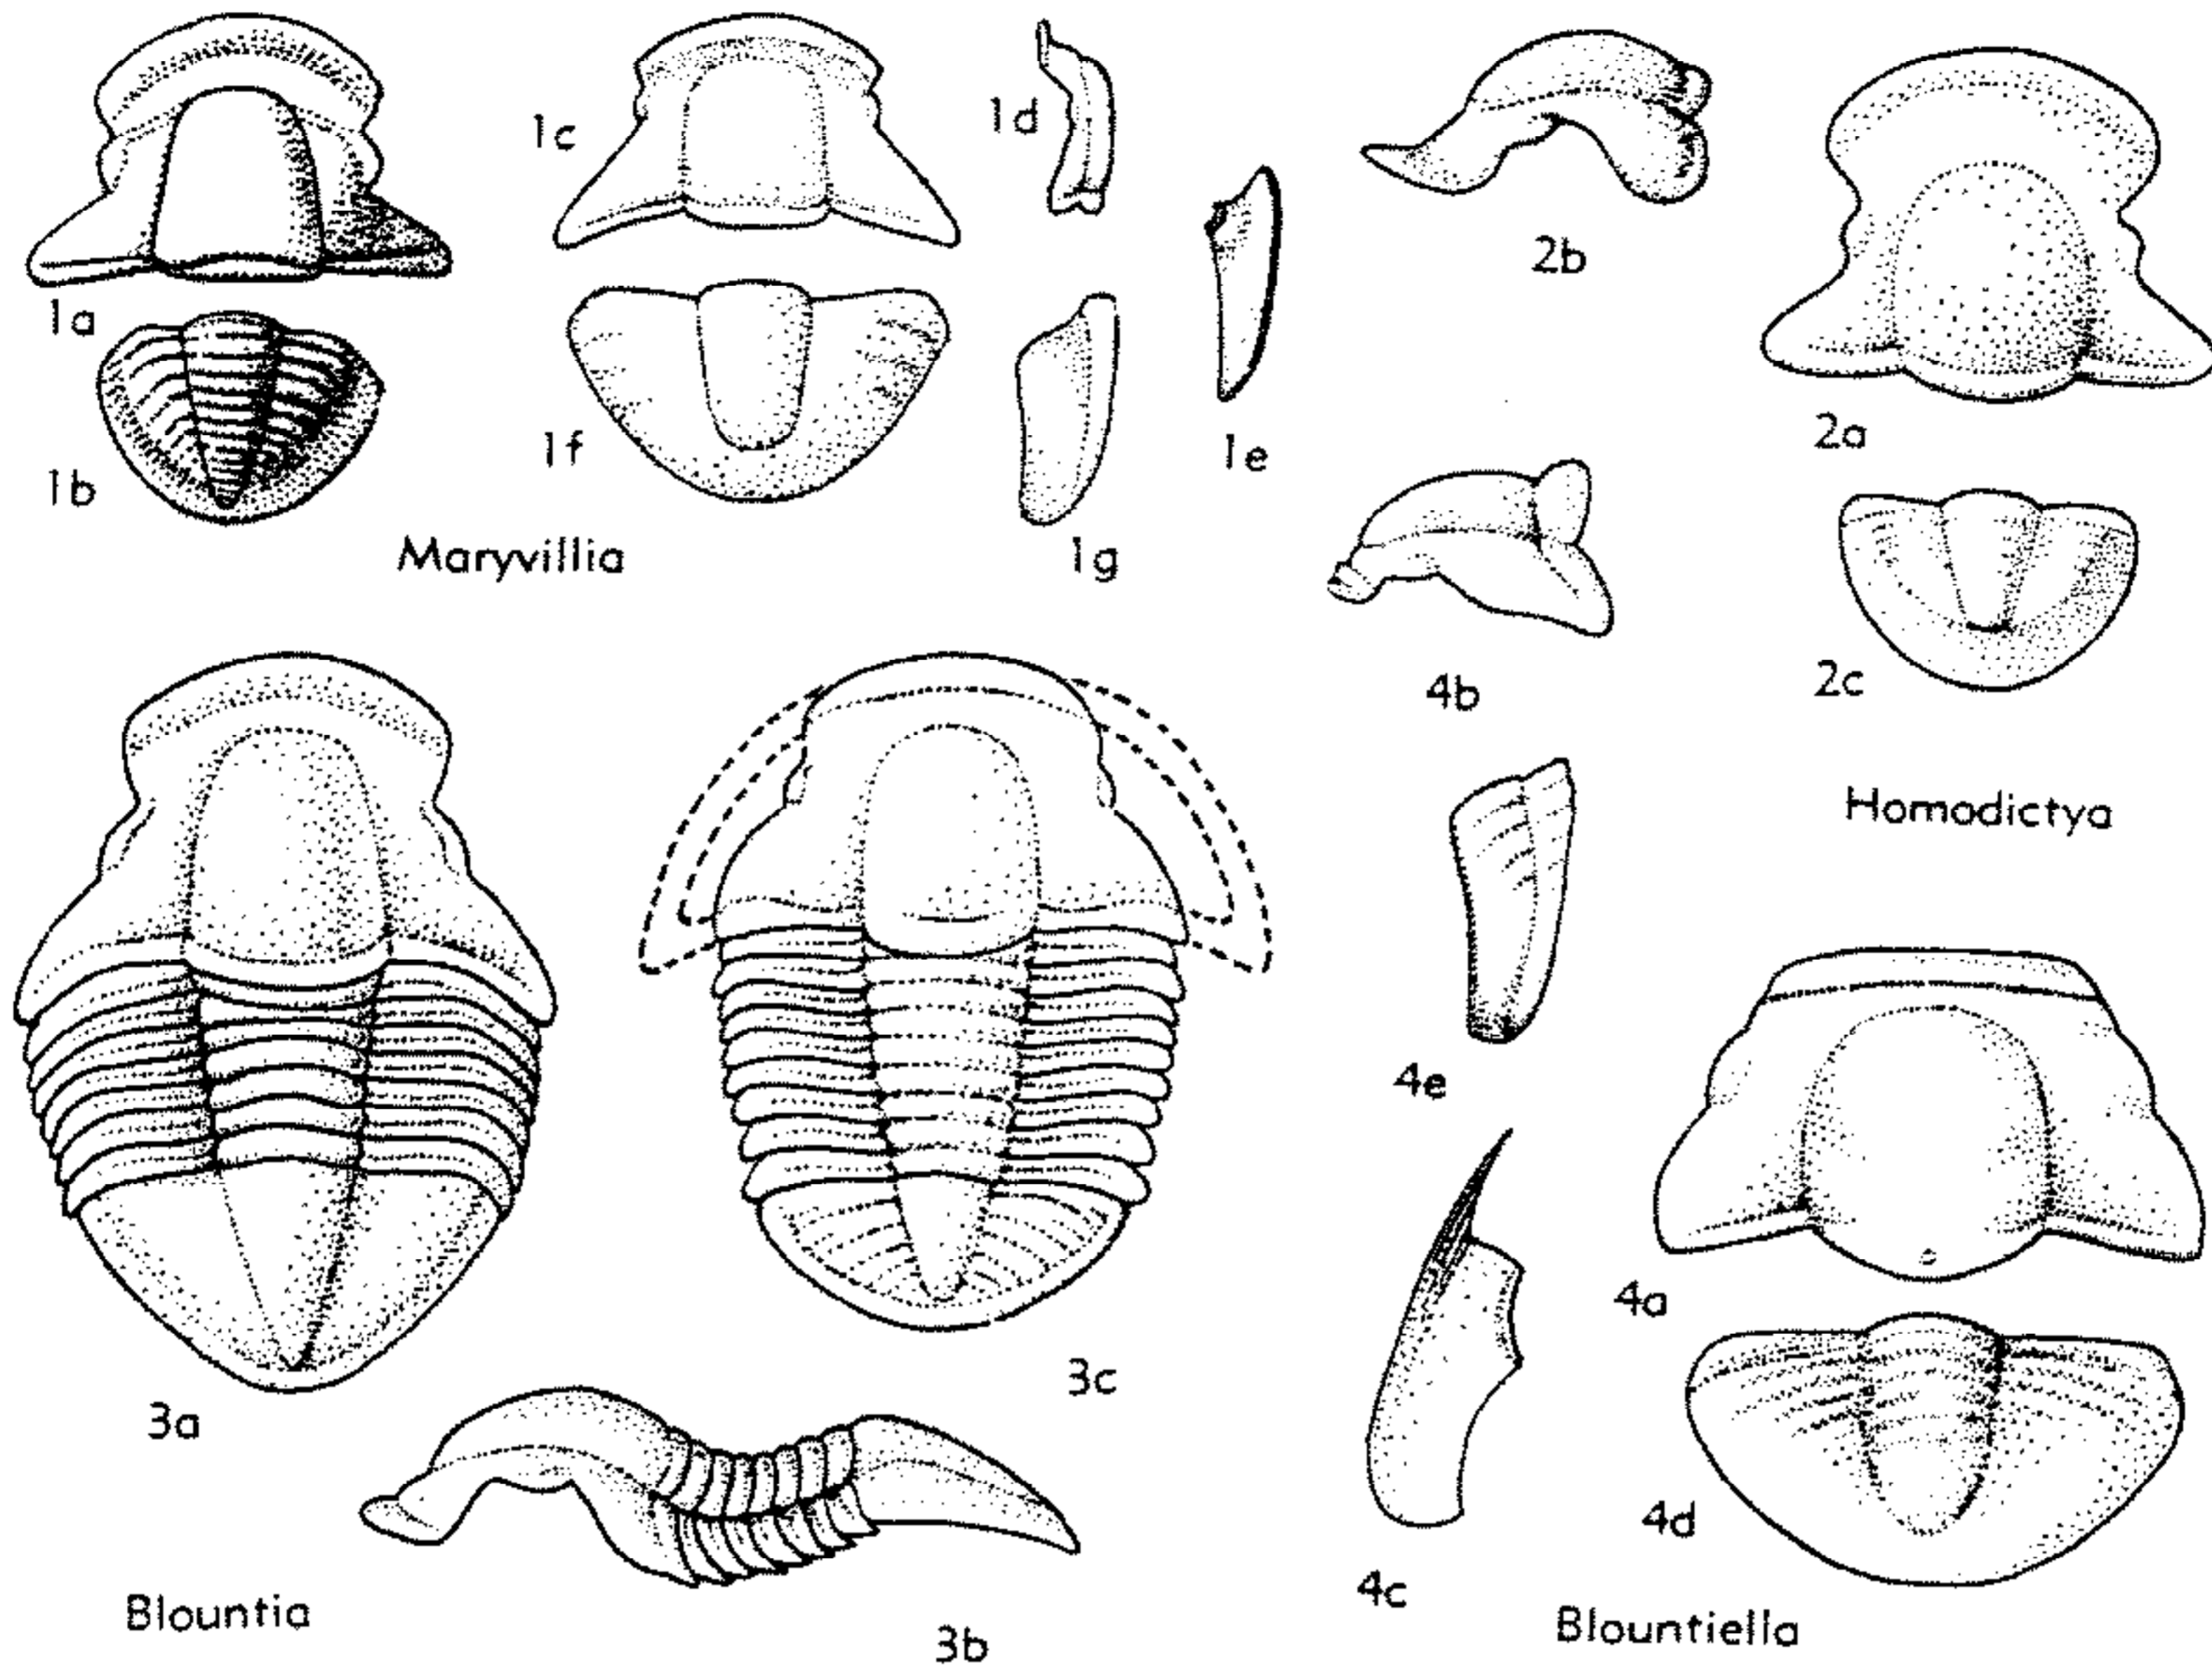 1a
1b
1c
1d
1e
1f
1g
Maryvillia
2b
2a
2c
Homodictya
4b
4e
4a
4c
4d
Blountiella
3a
3c
3b
Blountia